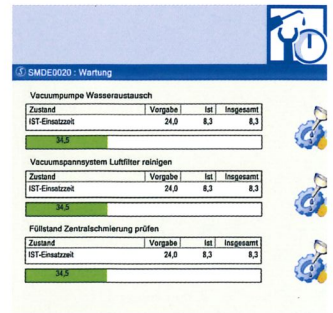 SMDE0020 : Wartung
Vacuumpumpe Wasseraustausch
Zustand Vorgabe Ist Insgesamt
IST-Einsatzzeit 24,0 8,3 8,3
34,5
Vacuumspannsystem Luftfilter reinigen
Zustand Vorgabe Ist Insgesamt
IST-Einsatzzeit 24,0 8,3 8,3
34,5
Füllstand Zentralschmierung prüfen
Zustand Vorgabe Ist Insgesamt
IST-Einsatzzeit 24,0 8,3 8,3
34,5